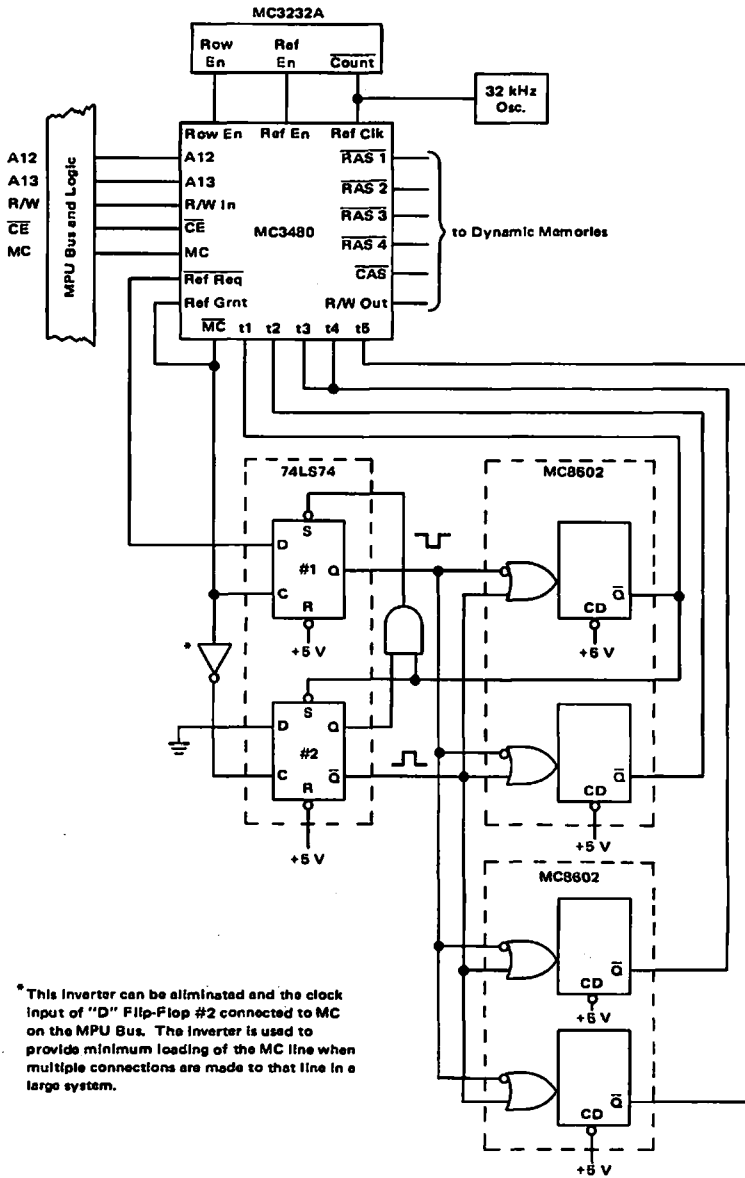 MC3232A
Row Ref
En En Count
32 kHz
Osc.
Row En Ref En Ref Clk
A12 A12 RAS 1
A13 A13 RAS 2
R/W R/W In RAS 3
CE CE MC3480 RAS 4
MC MC CAS
Ref Req R/W Out
Ref Grnt
MC t1 t2 t3 t4 t5
MPU Bus and Logic
to Dynamic Memories
74LS74 MC8602
S
D
#1 Q
C
R
+5 V
Q
CD
+5 V
*
S
D Q
#2
C Q
R
+5 V
Q
CD
+5 V
MC8602
Q
CD
+5 V
Q
CD
+5 V
* This inverter can be aliminatad and the clock
input of "D" Flip-Flop #2 connected to MC
on the MPU Bus. The inverter is used to
provide minimum loading of the MC line when
multiple connections are made to that line in a
large system.